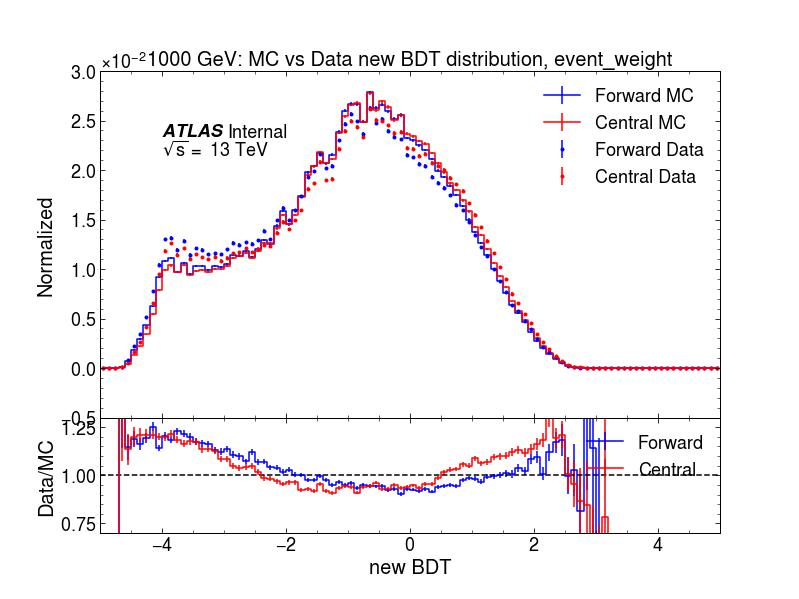 ×10⁻²1000 GeV: MC vs Data new BDT distribution, event_weight
3.0
2.5
2.0
1.5
1.0
0.5
0.0
Normalized
ATLAS Internal
√s = 13 TeV
Forward MC
Central MC
Forward Data
Central Data
0.5
1.25
1.00
0.75
Data/MC
Forward
Central
−4 −2 0 2 4
new BDT